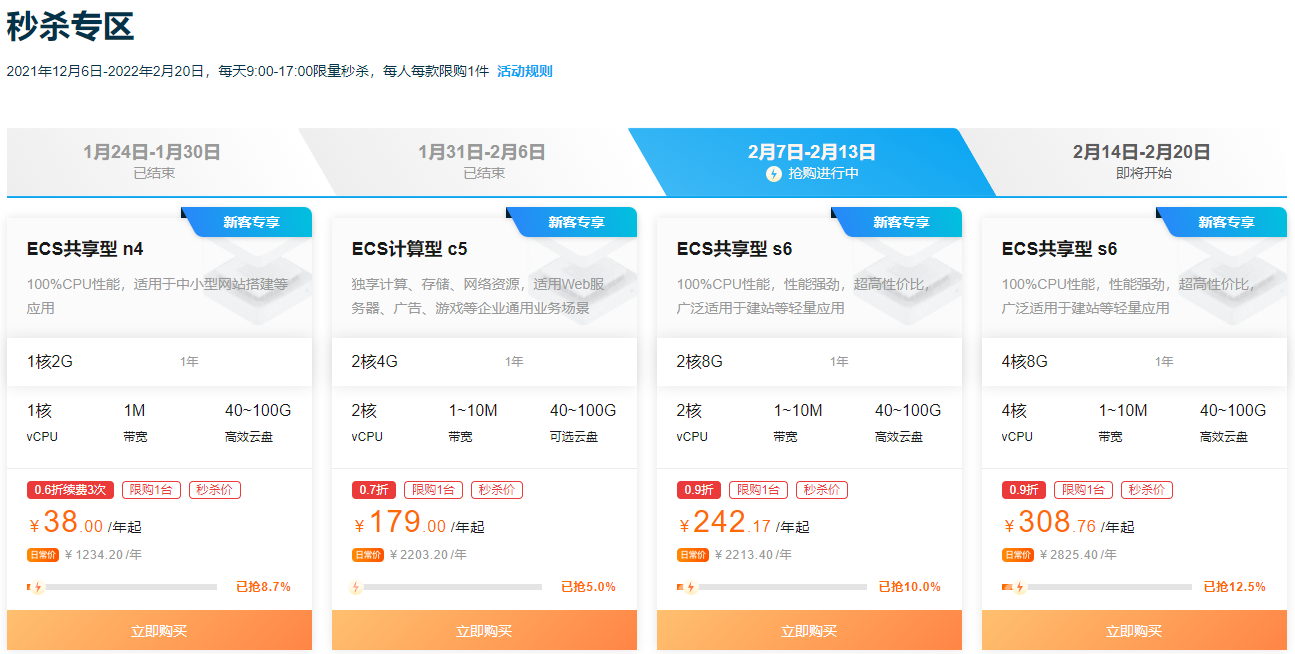 秒杀专区
2021年12月6日-2022年2月20日，每天9:00-17:00限量秒杀，每人每款限购1件 活动规则
1月24日-1月30日
已结束
1月31日-2月6日
已结束
2月7日-2月13日
抢购进行中
2月14日-2月20日
即将开始
新客专享
ECS共享型 n4
100%CPU性能，适用于中小型网站搭建等
应用
1核2G 1年
1核 1M 40~100G
vCPU 带宽 高效云盘
0.6折续费3次 限购1台 秒杀价
￥38.00 /年起
日常价 ￥1234.20/年
已抢8.7%
立即购买
新客专享
ECS计算型 c5
独享计算、存储、网络资源，适用Web服
务器、广告、游戏等企业通用业务场景
2核4G 1年
2核 1~10M 40~100G
vCPU 带宽 可选云盘
0.7折 限购1台 秒杀价
￥179.00 /年起
日常价 ￥2203.20/年
已抢5.0%
立即购买
新客专享
ECS共享型 s6
100%CPU性能，性能强劲，超高性价比，
广泛适用于建站等轻量应用
2核8G 1年
2核 1~10M 40~100G
vCPU 带宽 高效云盘
0.9折 限购1台 秒杀价
￥242.17 /年起
日常价 ￥2213.40/年
已抢10.0%
立即购买
新客专享
ECS共享型 s6
100%CPU性能，性能强劲，超高性价比，
广泛适用于建站等轻量应用
4核8G 1年
4核 1~10M 40~100G
vCPU 带宽 高效云盘
0.9折 限购1台 秒杀价
￥308.76 /年起
日常价 ￥2825.40/年
已抢12.5%
立即购买